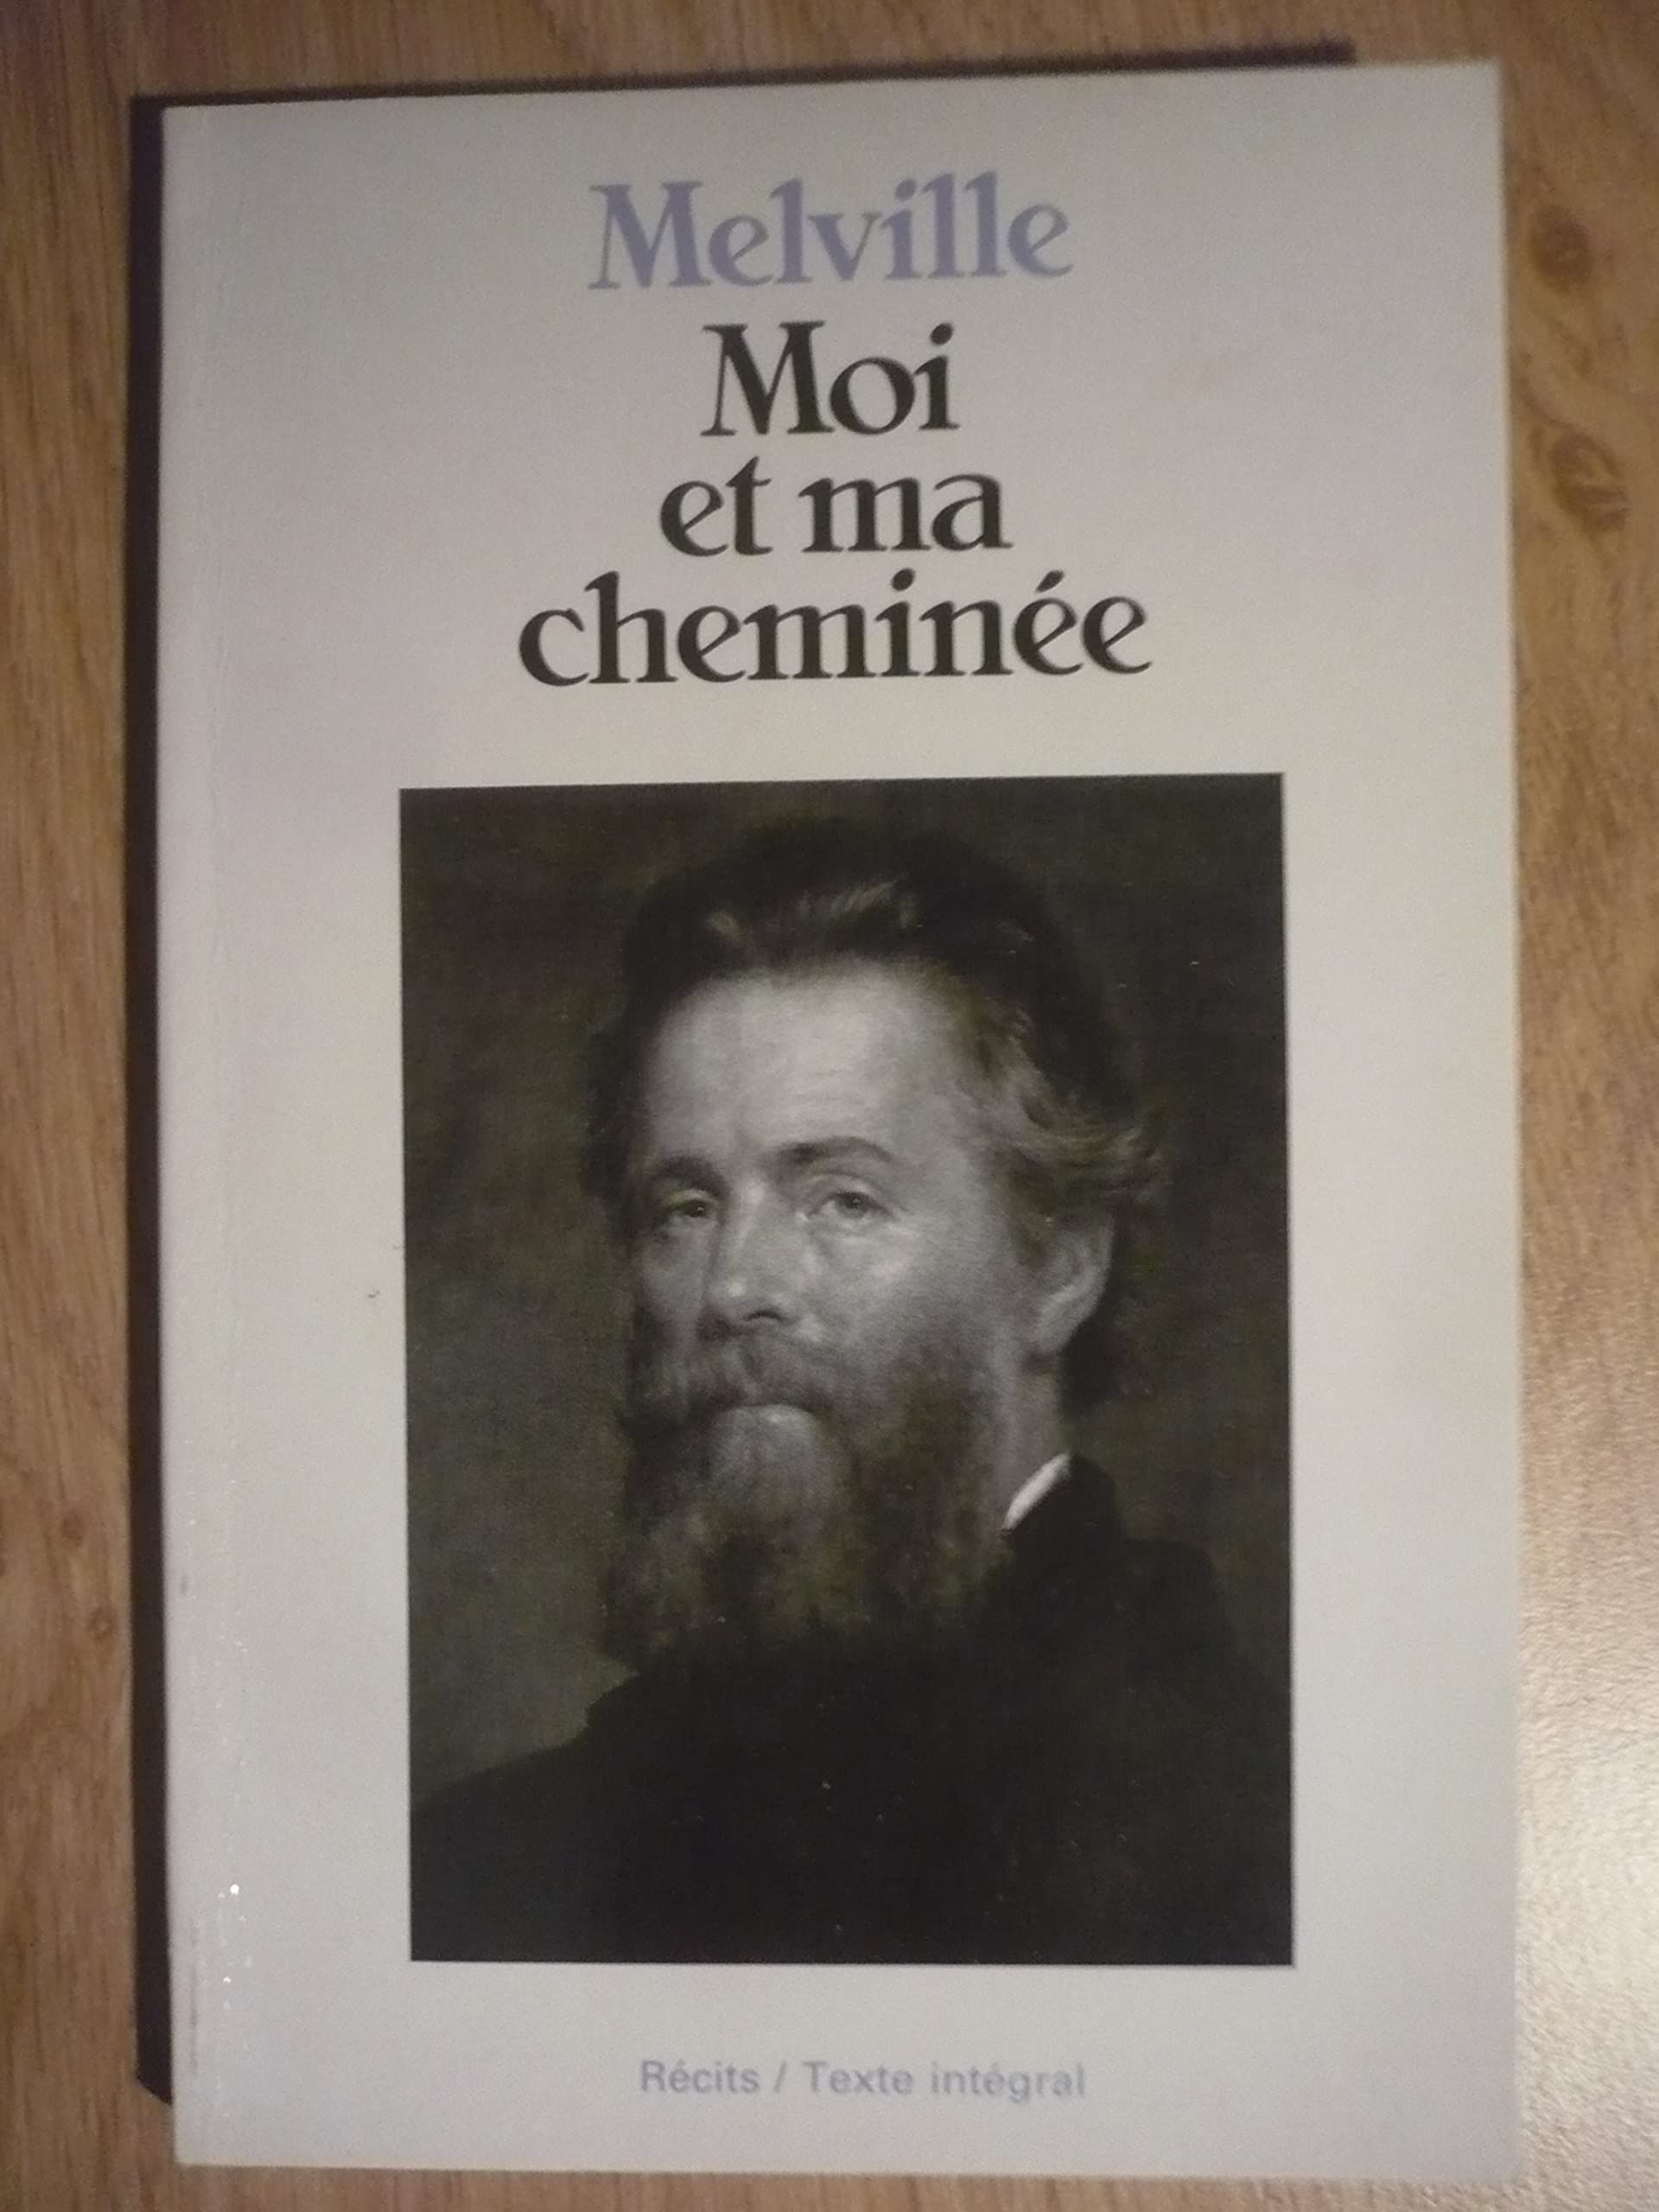 Melville
Moi
et ma
cheminée
Récits / Texte intégral